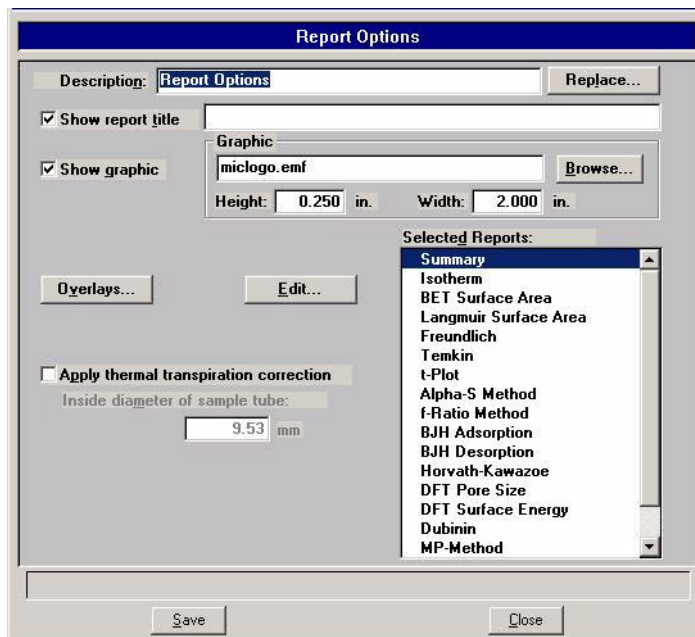 Report Options
Description: Report Options Replace...
Show report title
Graphic
Show graphic miclogo.emf Browse...
Height: 0.250 in. Width: 2.000 in.
Selected Reports:
Summary
Isotherm
BET Surface Area
Langmuir Surface Area
Freundlich
Temkin
t-Plot
Alpha-S Method
f-Ratio Method
BJH Adsorption
BJH Desorption
Horvath-Kawazoe
DFT Pore Size
DFT Surface Energy
Dubinin
MP-Method
Overlays... Edit...
Apply thermal transpiration correction
Inside diameter of sample tube:
9.53 mm
Save Close